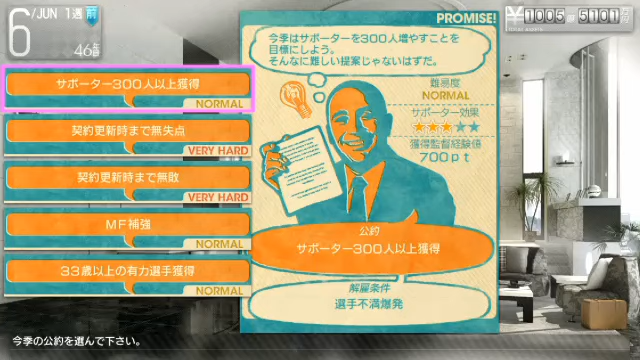 6
/JUN 1週 前
PROMISE!
今季はサポーターを300人増やすことを
目標にしよう。
そんなに難しい提案じゃないはずだ。
サポーター300人以上獲得
NORMAL
契約更新時まで無失点
VERY HARD
契約更新時まで無敗
VERY HARD
MF補強
NORMAL
33歳以上の有力選手獲得
NORMAL
難易度
NORMAL
サポーター効果
★★★★★
獲得監督経験値
700pt
公約
サポーター300人以上獲得
解雇条件
選手不満爆発
今季の公約を選んで下さい。